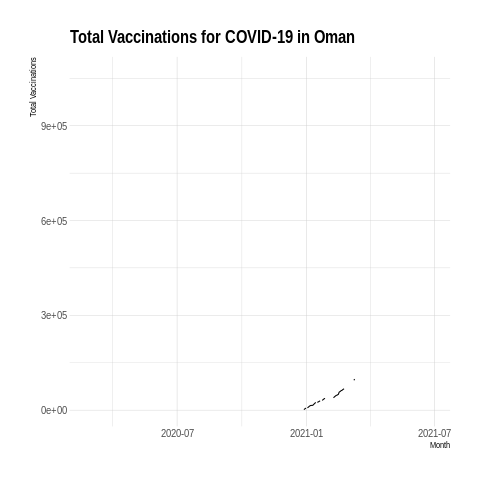 Total Vaccinations for COVID-19 in Oman
Total Vaccinations
9e+05
6e+05
3e+05
0e+00
2020-07
2021-01
2021-07
Month